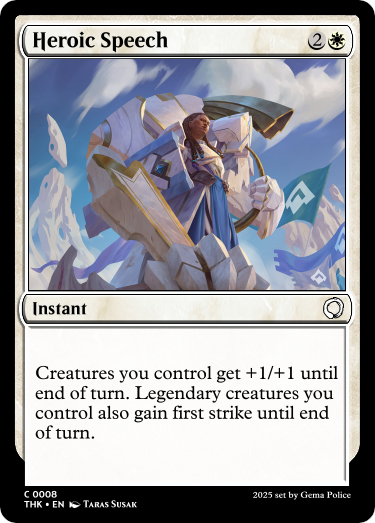 Heroic Speech 2
Instant
Creatures you control get +1/+1 until
end of turn. Legendary creatures you
control also gain first strike until end
of turn.
C 0008
THK • EN Taras Susak 2025 set by Gema Police